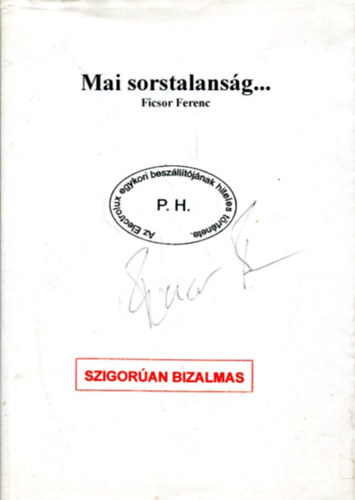 Mai sorstalanság...
Ficsor Ferenc
Az Electrolux egykori beszállítójának hiteles története.
P. H.
SZIGORÚAN BIZALMAS